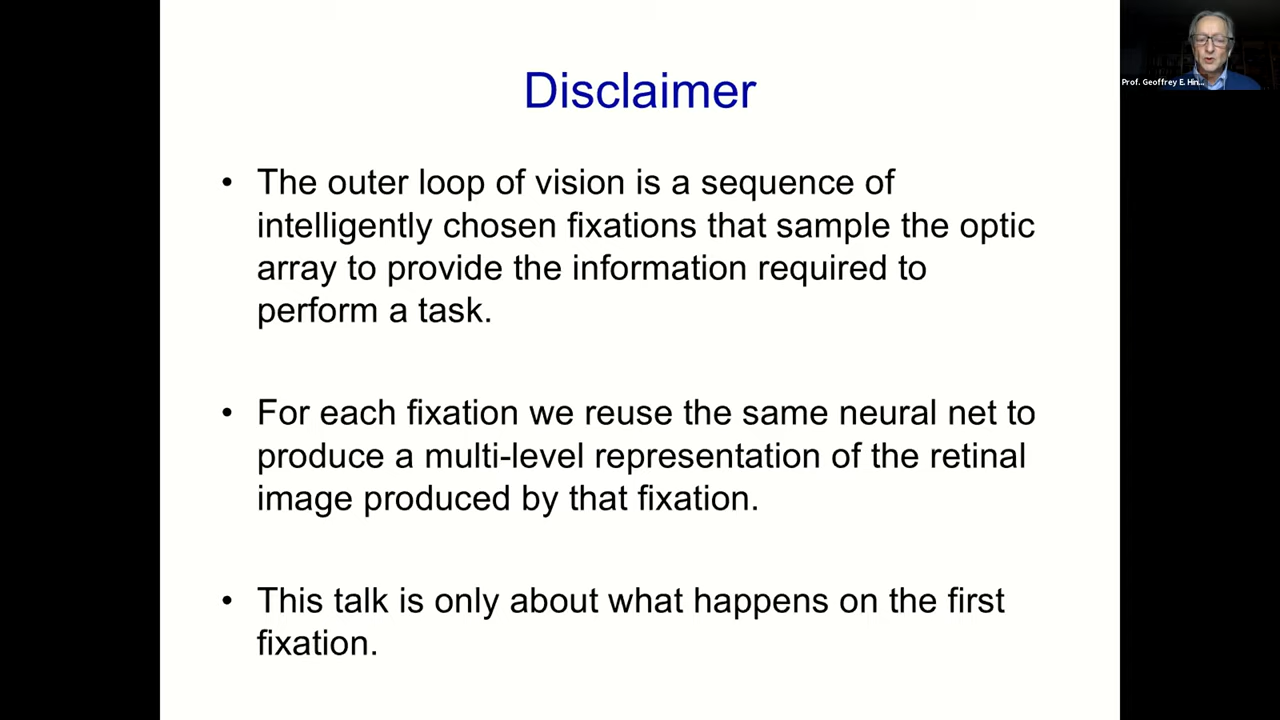 Disclaimer
• The outer loop of vision is a sequence of
intelligently chosen fixations that sample the optic
array to provide the information required to
perform a task.
• For each fixation we reuse the same neural net to
produce a multi-level representation of the retinal
image produced by that fixation.
• This talk is only about what happens on the first
fixation.
Prof. Geoffrey E. Hin...